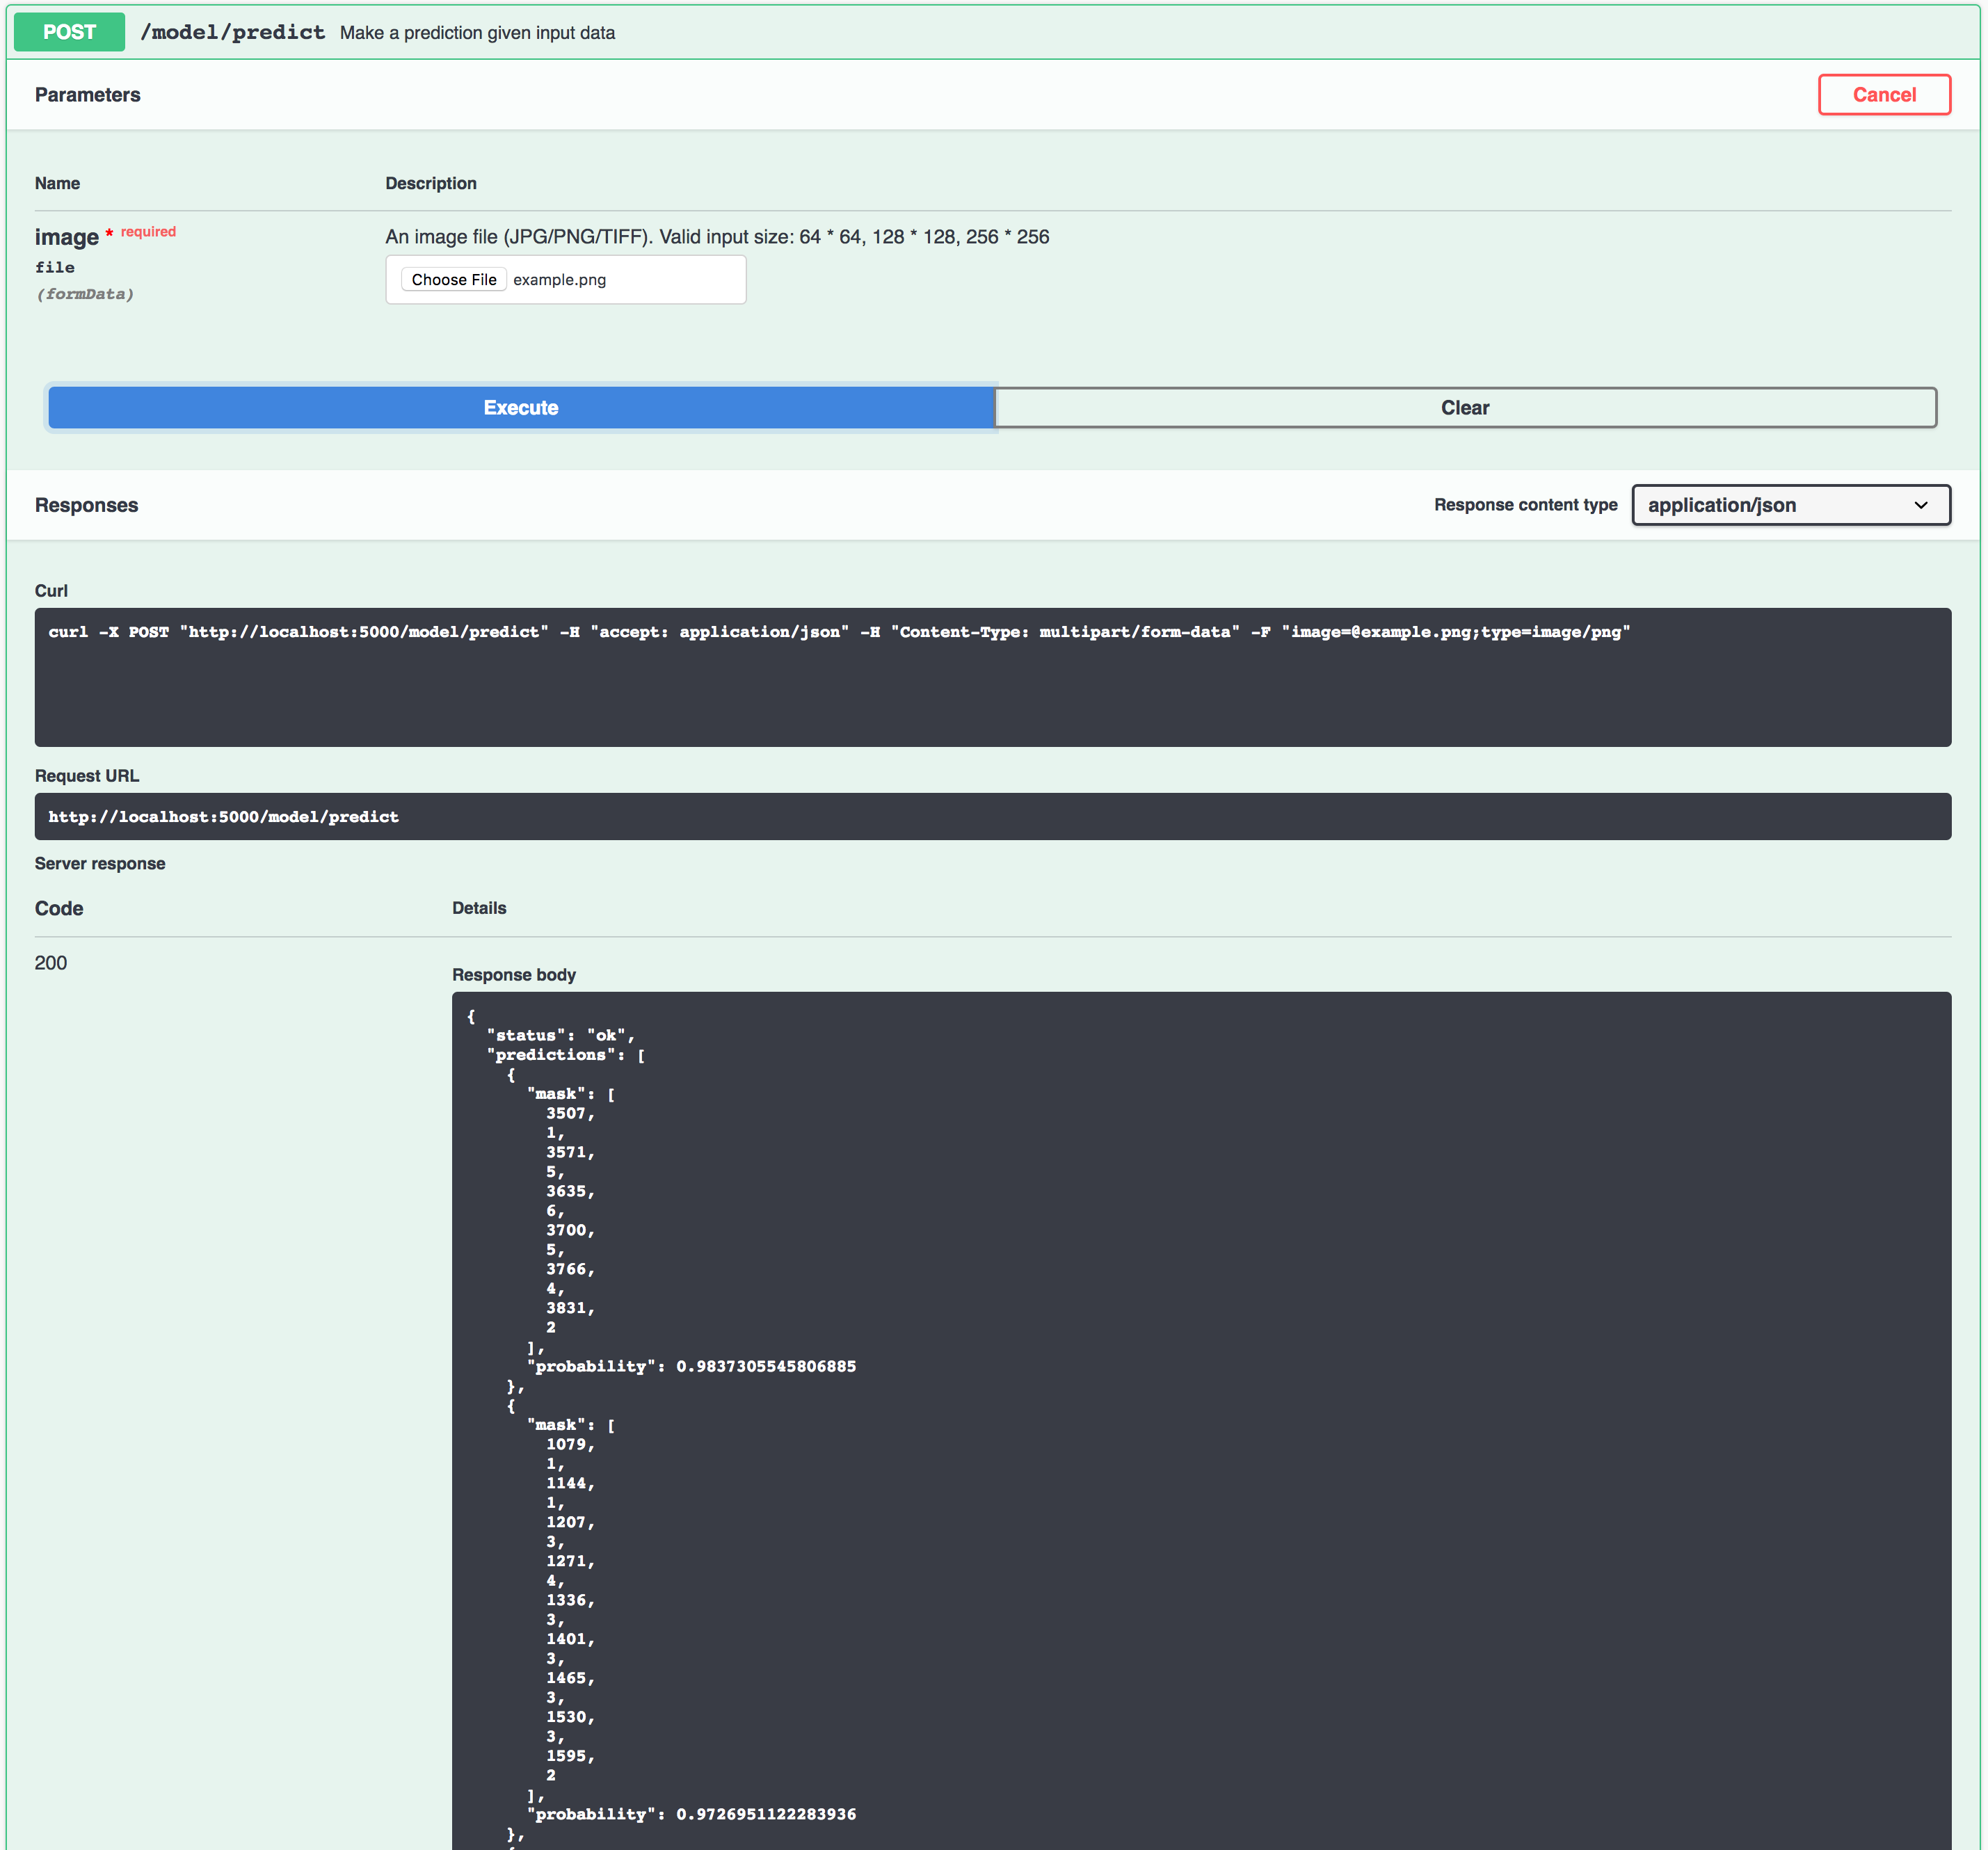 POST /model/predict Make a prediction given input data
Parameters
Cancel
Name Description
image * required
An image file (JPG/PNG/TIFF). Valid input size: 64 * 64, 128 * 128, 256 * 256
file
(formData)
Choose File example.png
Execute
Clear
Responses
Response content type
application/json
Curl
curl -X POST "http://localhost:5000/model/predict" -H "accept: application/json" -H "Content-Type: multipart/form-data" -F "image=@example.png;type=image/png"
Request URL
http://localhost:5000/model/predict
Server response
Code Details
200
Response body
{
  "status": "ok",
  "predictions": [
    {
      "mask": [
        3507,
        1,
        3571,
        5,
        3635,
        6,
        3700,
        5,
        3766,
        4,
        3831,
        2
      ],
      "probability": 0.9837305545806885
    },
    {
      "mask": [
        1079,
        1,
        1144,
        1,
        1207,
        3,
        1271,
        4,
        1336,
        3,
        1401,
        3,
        1465,
        3,
        1530,
        3,
        1595,
        2
      ],
      "probability": 0.9726951122283936
    },